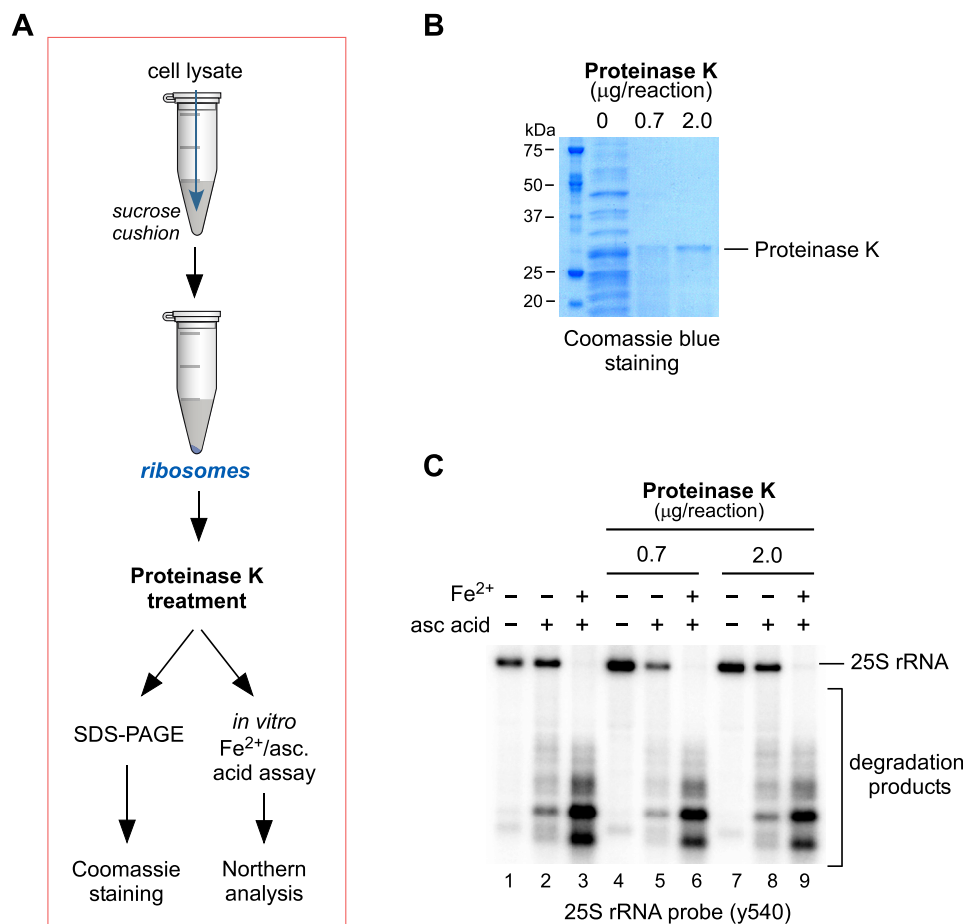 A
cell lysate
sucrose
cushion
ribosomes
Proteinase K
treatment
SDS-PAGE
in vitro
Fe²⁺/asc.
acid assay
Coomassie
staining
Northern
analysis
B
Proteinase K
(μg/reaction)
kDa 0 0.7 2.0
75
50
37
25
20
Proteinase K
Coomassie blue
staining
C
Proteinase K
(μg/reaction)
0.7 2.0
Fe²⁺ – – + – – + – – +
asc acid – + + – + + – + +
25S rRNA
degradation
products
1 2 3 4 5 6 7 8 9
25S rRNA probe (y540)